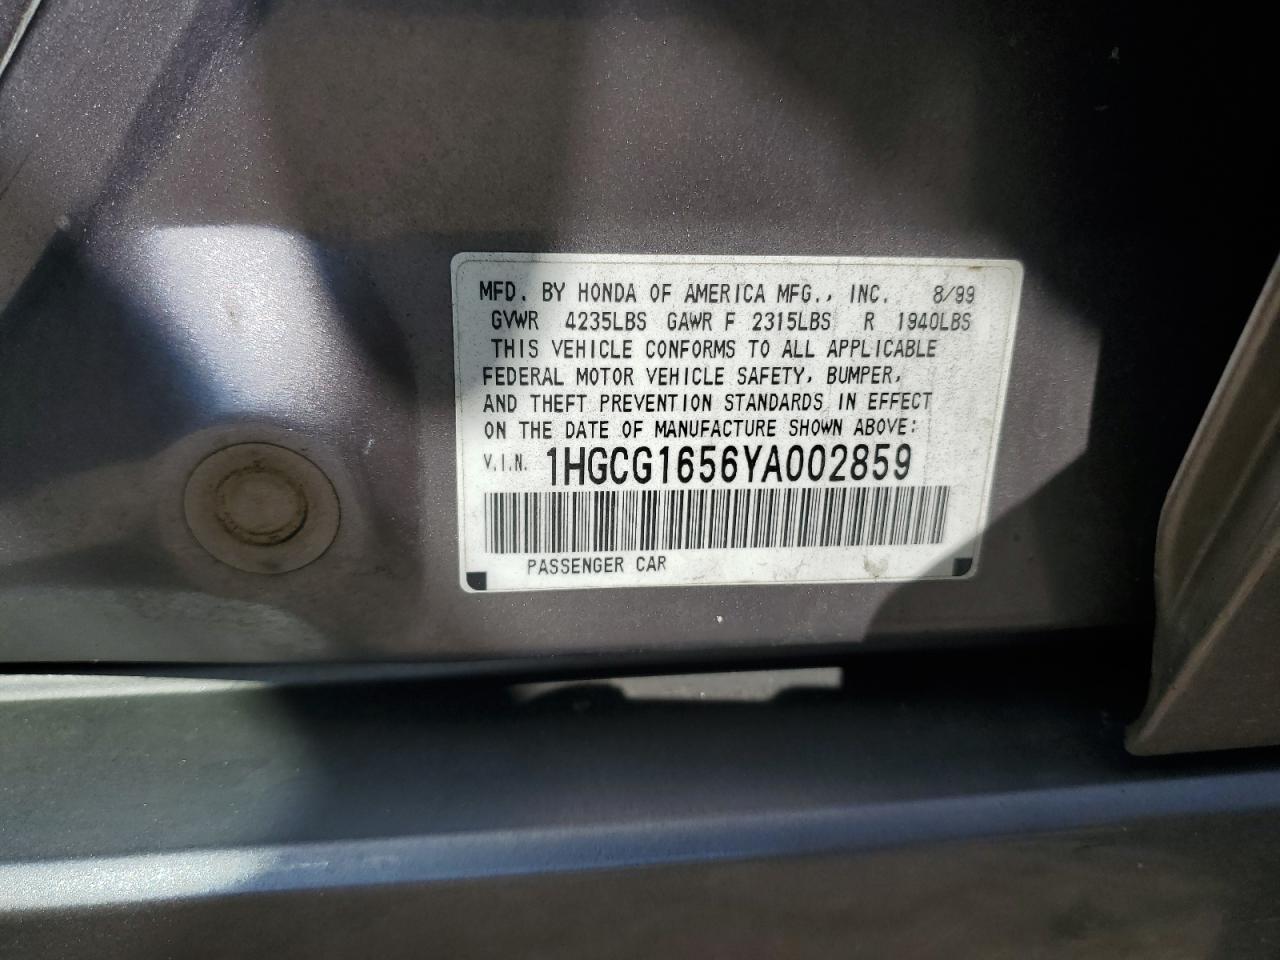 MFD. BY HONDA OF AMERICA MFG., INC. 8/99
GVWR 4235LBS GAWR F 2315LBS R 1940LBS
THIS VEHICLE CONFORMS TO ALL APPLICABLE
FEDERAL MOTOR VEHICLE SAFETY, BUMPER,
AND THEFT PREVENTION STANDARDS IN EFFECT
ON THE DATE OF MANUFACTURE SHOWN ABOVE:
V.I.N. 1HGCG1656YA002859
PASSENGER CAR